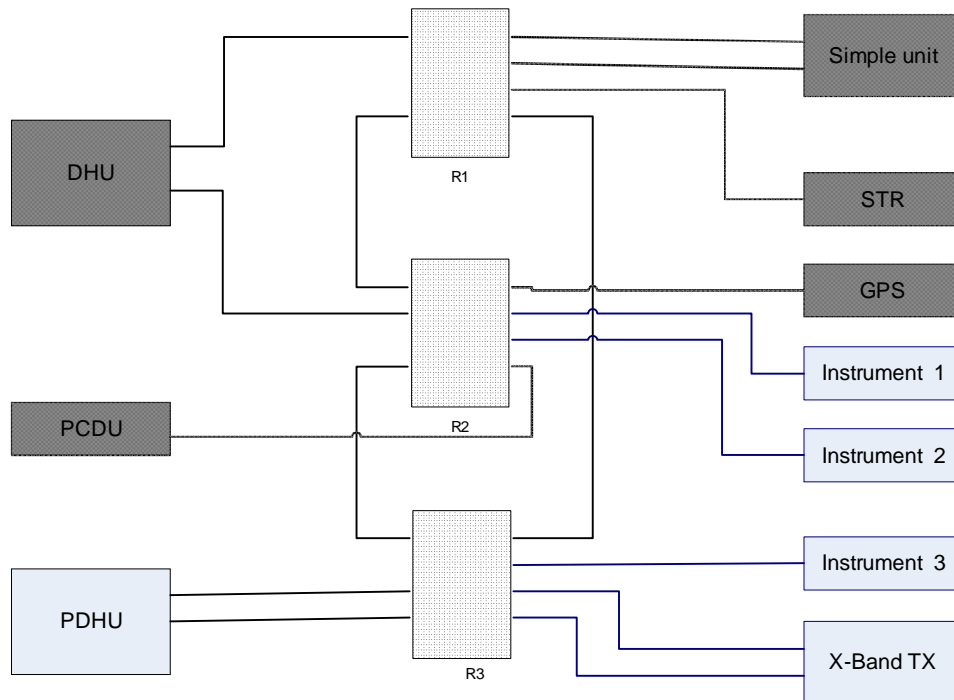 Simple unit
DHU
R1
STR
GPS
Instrument 1
PCDU
R2
Instrument 2
Instrument 3
PDHU
X-Band TX
R3